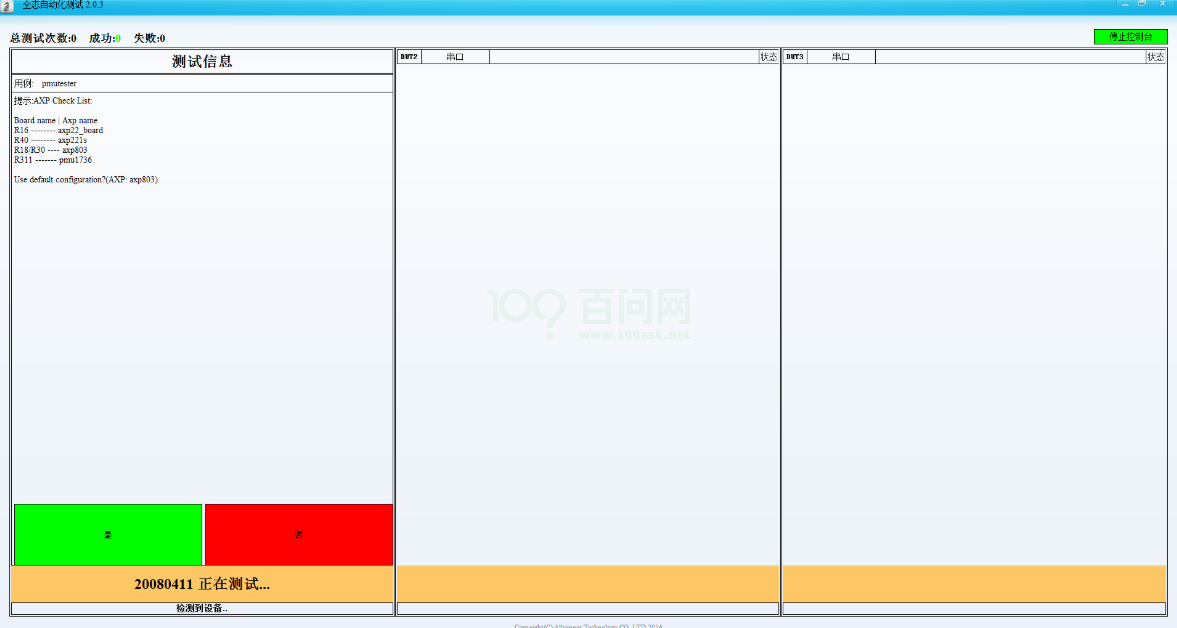 全志自动化测试 2.0.3
总测试次数:0 成功:0 失败:0
停止控制台
测试信息
用例: pmutester
提示:AXP Check List:
Board name | Axp name
R16 -------- axp22_board
R40 -------- axp221s
R18/R30 ---- axp803
R311 ------- pmu1736
Use default configuration?(AXP: axp803)
是
否
20080411 正在测试...
检测到设备..
DUT2 串口 状态
DUT3 串口 状态
100? 百问网
www.100ask.net
Copyright(C) Allwinner Technology CO.,LTD 2016